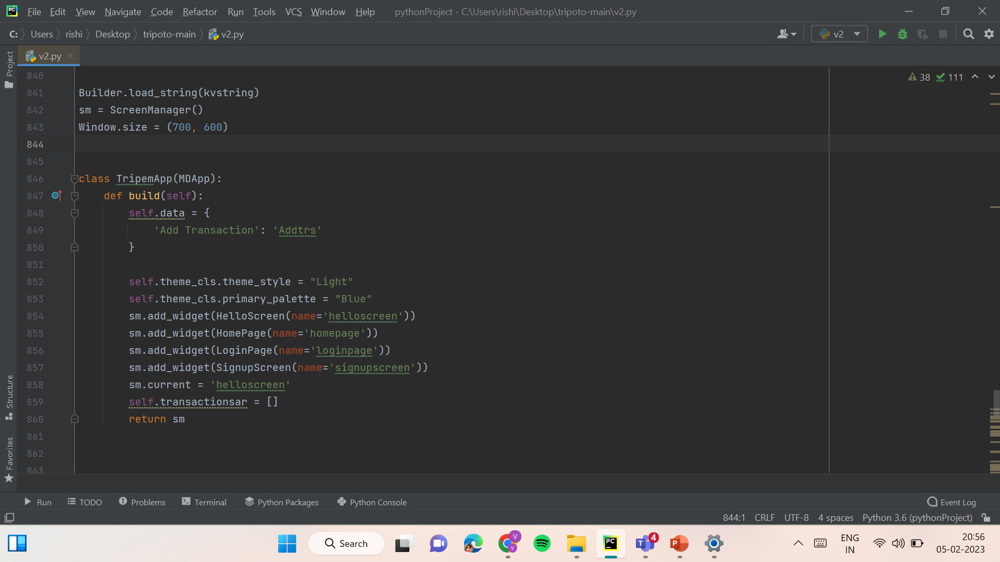 File Edit View Navigate Code Refactor Run Tools VCS Window Help pythonProject - C:\Users\rishi\Desktop\tripoto-main\v2.py
C: Users rishi Desktop tripoto-main v2.py v2
v2.py
Project
38 111
840
841 Builder.load_string(kvstring)
842 sm = ScreenManager()
843 Window.size = (700, 600)
844
845
846 class TripemApp(MDApp):
847 def build(self):
848 self.data = {
849 'Add Transaction': 'Addtrs'
850 }
851
852 self.theme_cls.theme_style = "Light"
853 self.theme_cls.primary_palette = "Blue"
854 sm.add_widget(HelloScreen(name='helloscreen'))
855 sm.add_widget(HomePage(name='homepage'))
856 sm.add_widget(LoginPage(name='loginpage'))
857 sm.add_widget(SignupScreen(name='signupscreen'))
858 sm.current = 'helloscreen'
859 self.transactionsar = []
860 return sm
861
862
863
Structure
Favorites
Run TODO Problems Terminal Python Packages Python Console Event Log
844:1 CRLF UTF-8 4 spaces Python 3.6 (pythonProject)
Search
V
V
PC
T
4
P
ENG
IN
20:56
05-02-2023